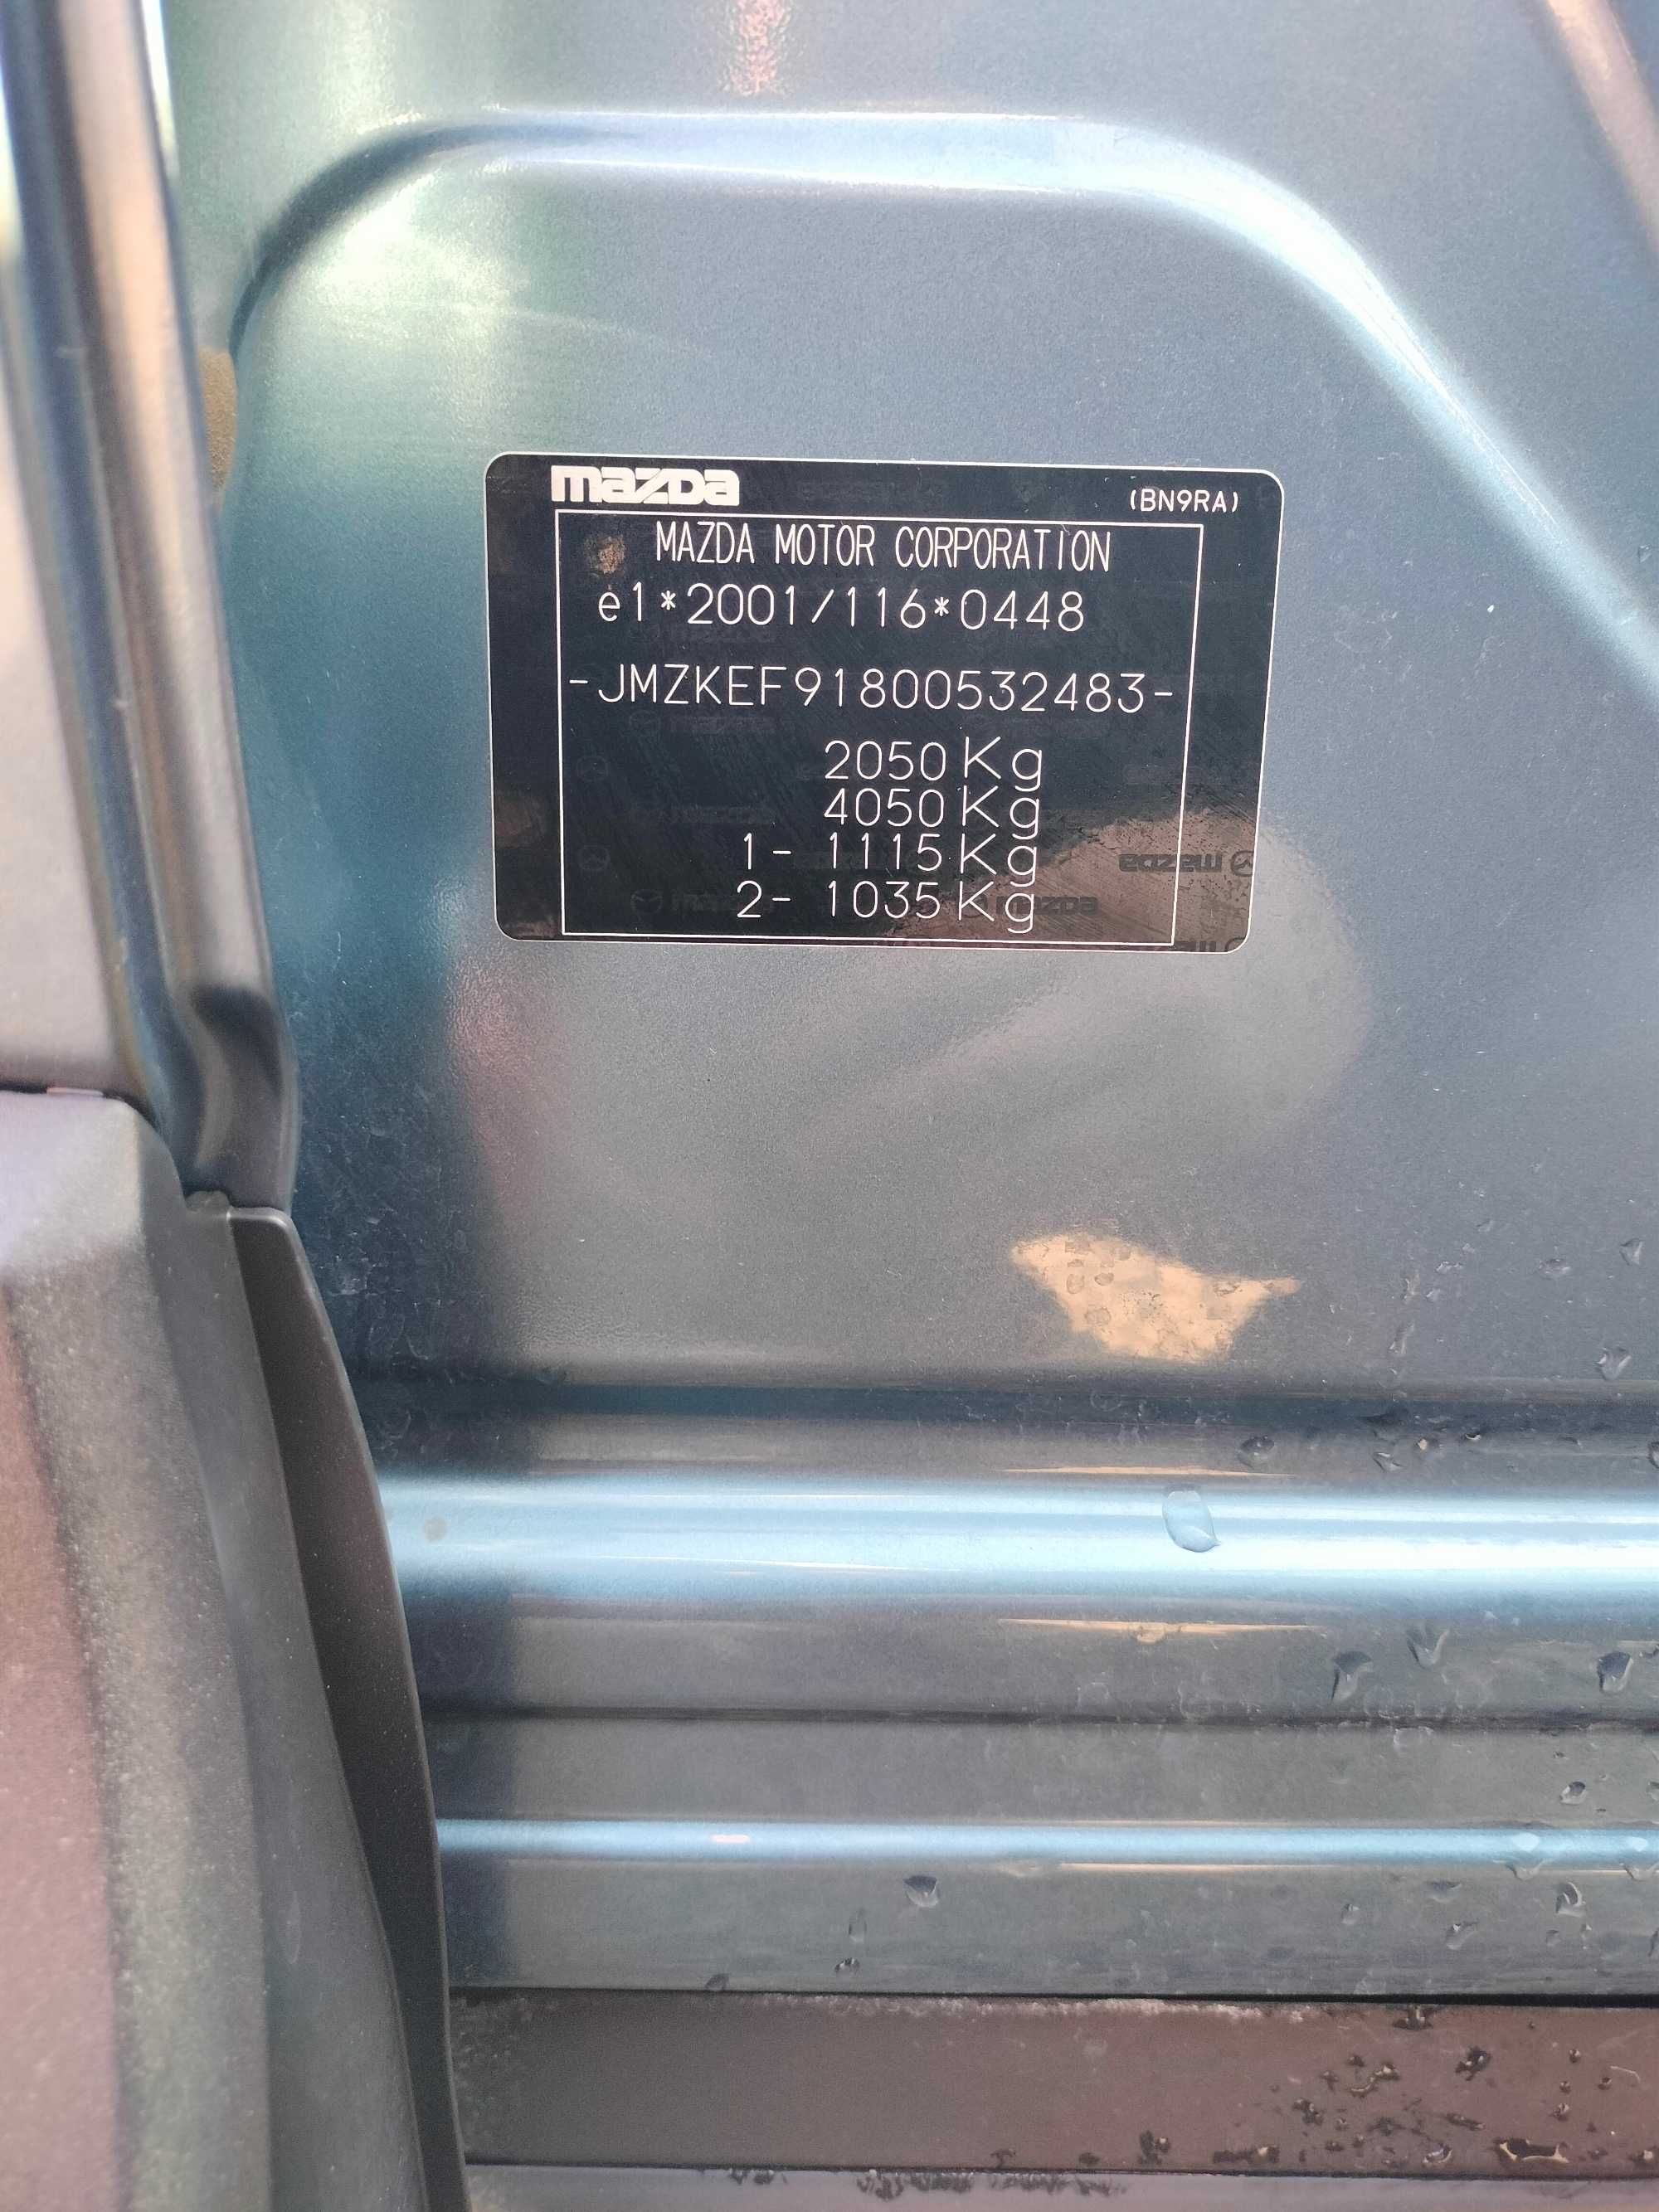 mazda (BN9RA)
MAZDA MOTOR CORPORATION
e1*2001/116*0448
-JMZKEF91800532483-
2050 Kg
4050 Kg
1- 1115 Kg
2- 1035 Kg